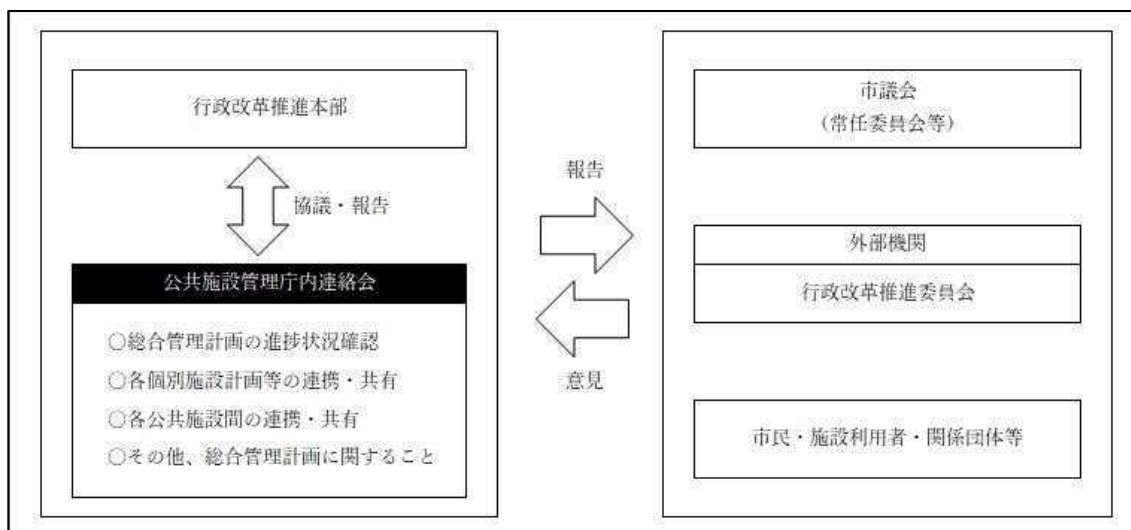 行政改革推進本部
協議・報告
公共施設管理庁内連絡会
○総合管理計画の進捗状況確認
○各個別施設計画等の連携・共有
○各公共施設間の連携・共有
○その他、総合管理計画に関すること
報告
意見
市議会
(常任委員会等)
外部機関
行政改革推進委員会
市民・施設利用者・関係団体等